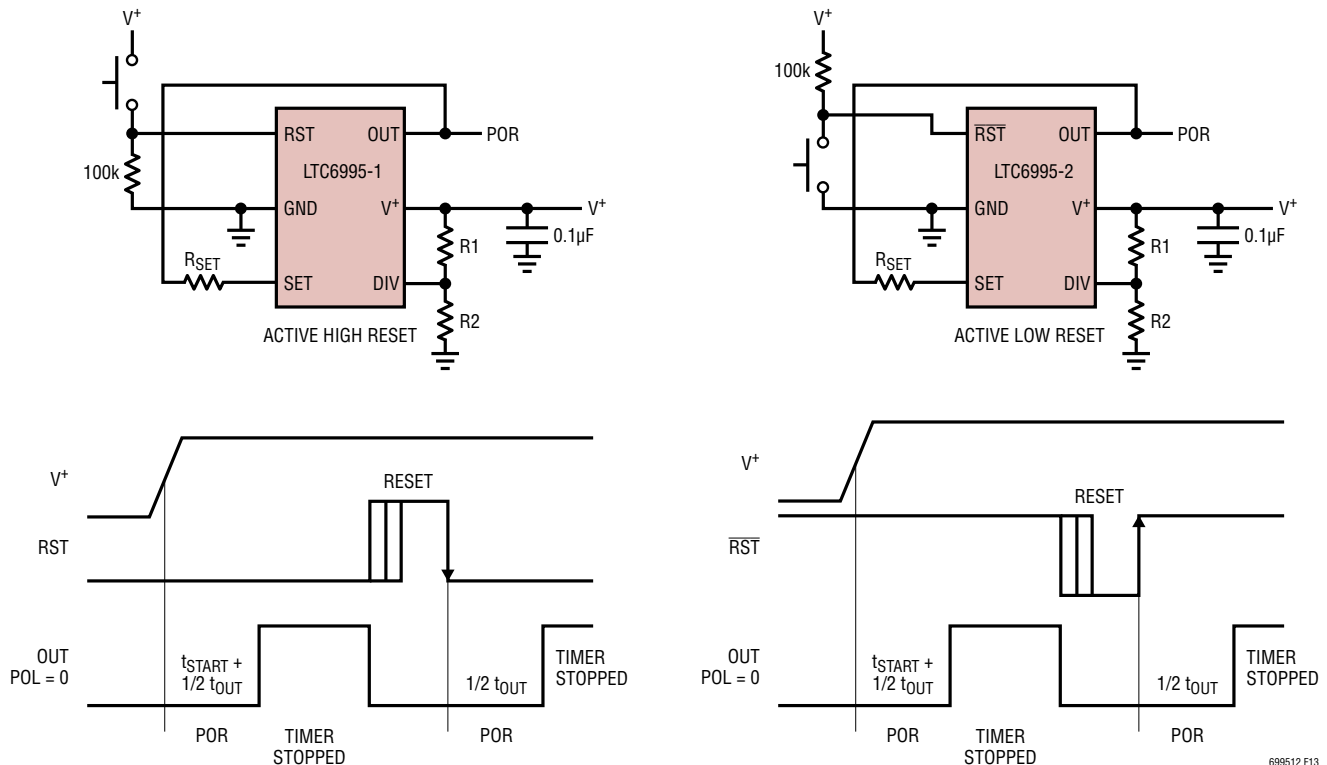 V+
100k
RST
OUT
POR
LTC6995-1
GND
V+
V+
R1
0.1µF
RSET
SET
DIV
R2
ACTIVE HIGH RESET
V+
100k
RST
OUT
POR
LTC6995-2
GND
V+
V+
R1
0.1µF
RSET
SET
DIV
R2
ACTIVE LOW RESET
V+
RESET
RST
OUT
POL = 0
tSTART +
1/2 tOUT
1/2 tOUT
TIMER
STOPPED
POR
TIMER
STOPPED
POR
V+
RESET
RST
OUT
POL = 0
tSTART +
1/2 tOUT
1/2 tOUT
TIMER
STOPPED
POR
TIMER
STOPPED
POR
699512 F13